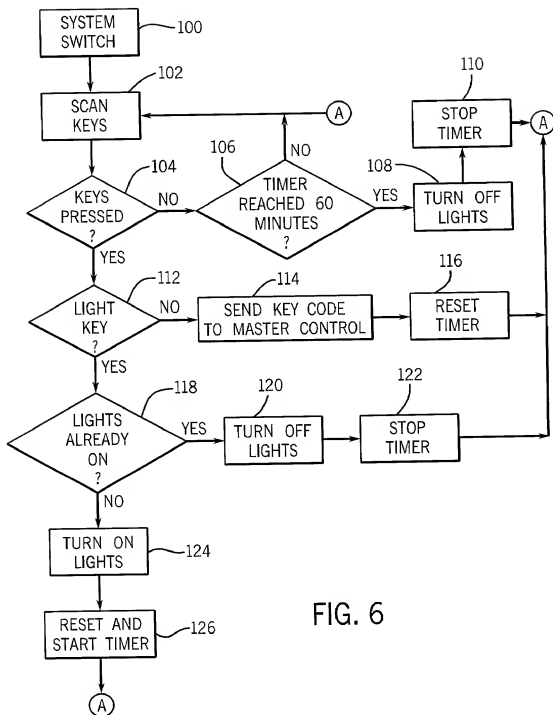 SYSTEM
SWITCH
100
102
SCAN
KEYS
104
KEYS
PRESSED
?
NO
YES
106
NO
TIMER
REACHED 60
MINUTES
?
YES
A
110
STOP
TIMER
A
108
TURN OFF
LIGHTS
112
LIGHT
KEY
?
NO
YES
114
SEND KEY CODE
TO MASTER CONTROL
116
RESET
TIMER
118
LIGHTS
ALREADY
ON
?
YES
NO
120
TURN OFF
LIGHTS
122
STOP
TIMER
TURN ON
LIGHTS
124
RESET AND
START TIMER
126
A
FIG. 6